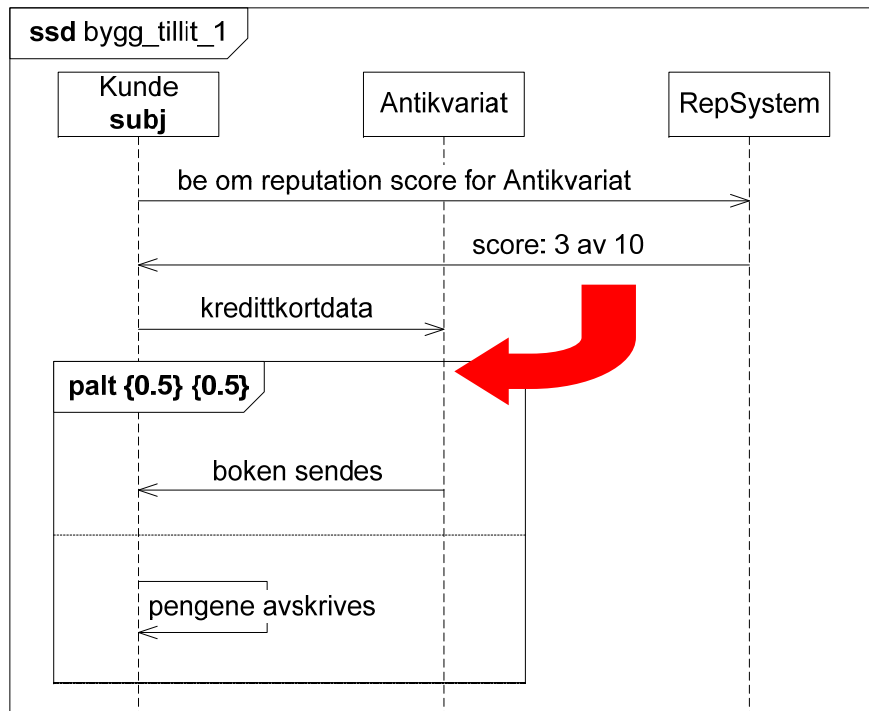 ssd bygg_tillit_1
Kunde
subj
Antikvariat
RepSystem
be om reputation score for Antikvariat
score: 3 av 10
kredittkortdata
palt {0.5} {0.5}
boken sendes
pengene avskrives